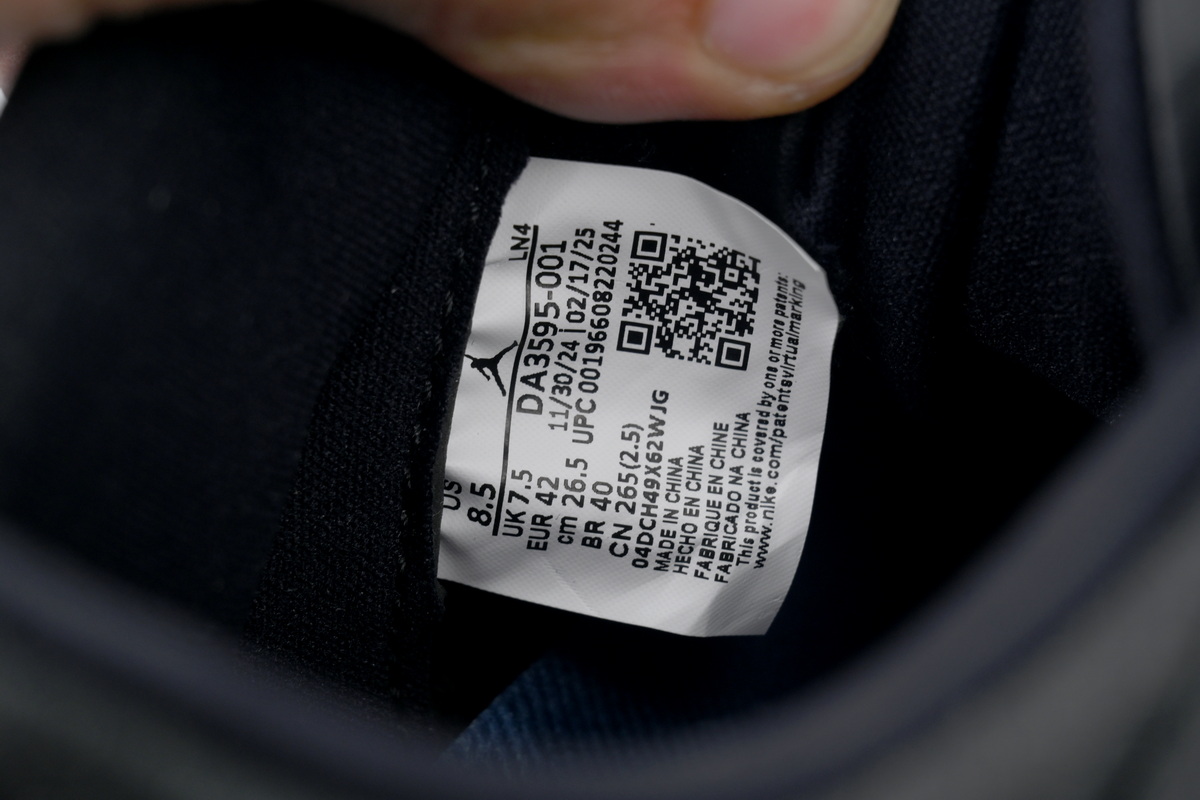 US LN4
8.5
UK 7.5 DA3595-001
EUR 42 11/30/24 | 02/17/25
cm 26.5 UPC 00196608220244
BR 40
CN 265(2.5)
04DCH49X62WJG
MADE IN CHINA
HECHO EN CHINA
FABRIQUE EN CHINE
FABRICADO NA CHINA
This product is covered by one or more patents:
www.nike.com/patentsvirtualmarking